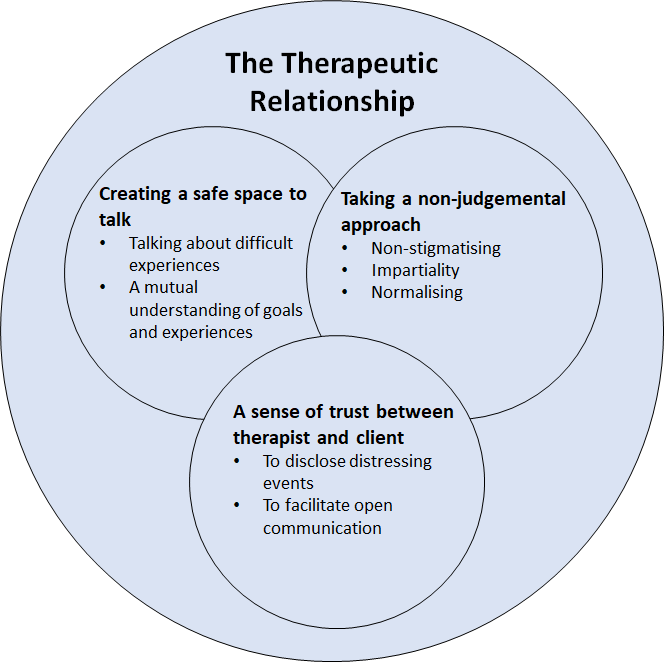 The Therapeutic
Relationship
Creating a safe space to
talk
• Talking about difficult
experiences
• A mutual
understanding of goals
and experiences
Taking a non-judgemental
approach
• Non-stigmatising
• Impartiality
• Normalising
A sense of trust between
therapist and client
• To disclose distressing
events
• To facilitate open
communication